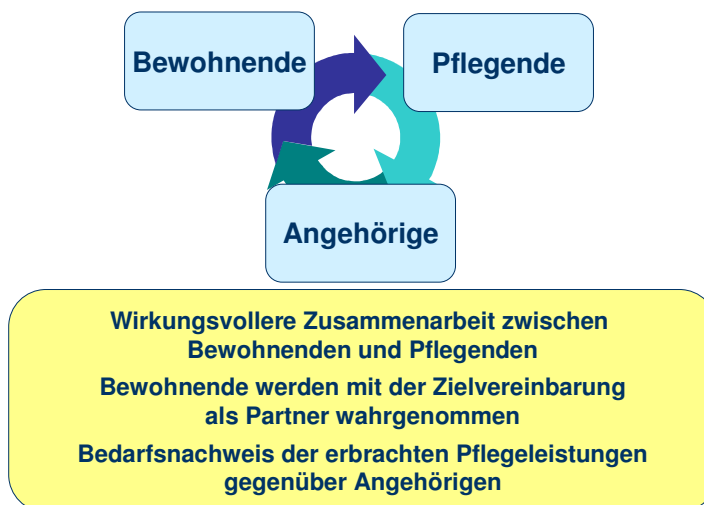 Bewohnende
Pflegende
Angehörige
Wirkungsvollere Zusammenarbeit zwischen
Bewohnenden und Pflegenden
Bewohnende werden mit der Zielvereinbarung
als Partner wahrgenommen
Bedarfsnachweis der erbrachten Pflegeleistungen
gegenüber Angehörigen